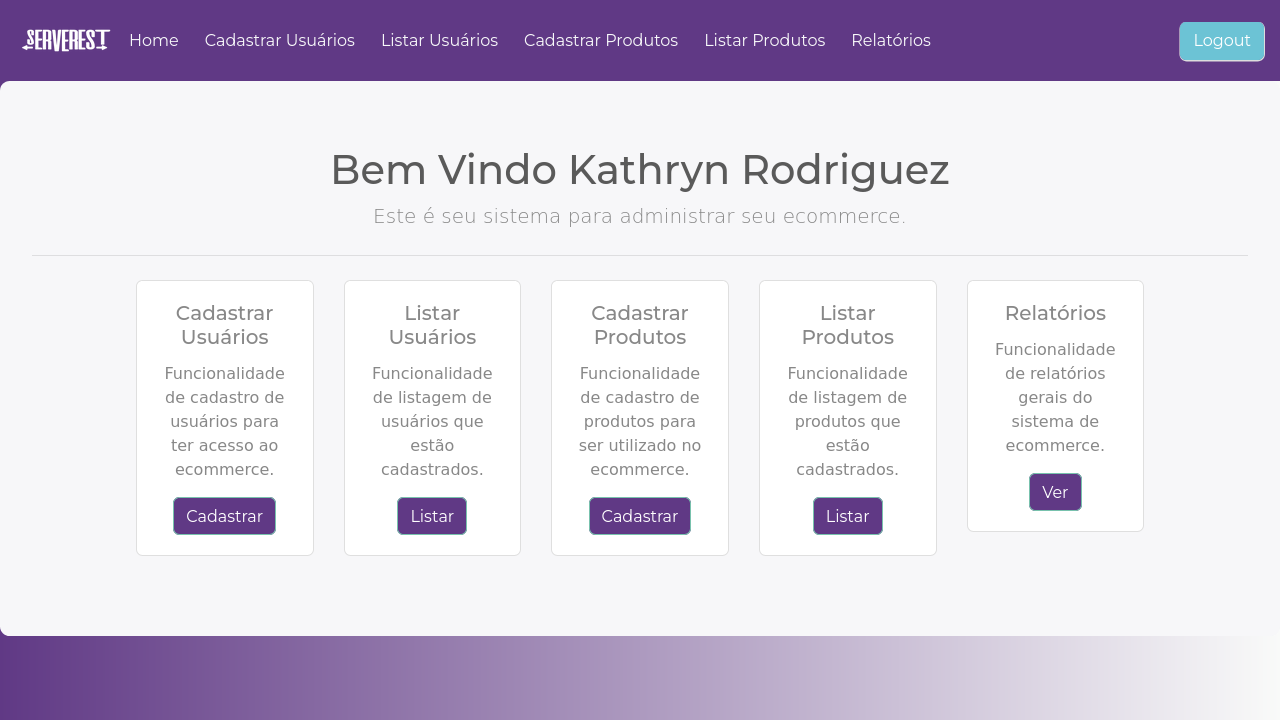 SERVEREST Home Cadastrar Usuários Listar Usuários Cadastrar Produtos Listar Produtos Relatórios Logout
Bem Vindo Kathryn Rodriguez
Este é seu sistema para administrar seu ecommerce.
Cadastrar
Usuários
Funcionalidade
de cadastro de
usuários para
ter acesso ao
ecommerce.
Cadastrar
Listar
Usuários
Funcionalidade
de listagem de
usuários que
estão
cadastrados.
Listar
Cadastrar
Produtos
Funcionalidade
de cadastro de
produtos para
ser utilizado no
ecommerce.
Cadastrar
Listar
Produtos
Funcionalidade
de listagem de
produtos que
estão
cadastrados.
Listar
Relatórios
Funcionalidade
de relatórios
gerais do
sistema de
ecommerce.
Ver